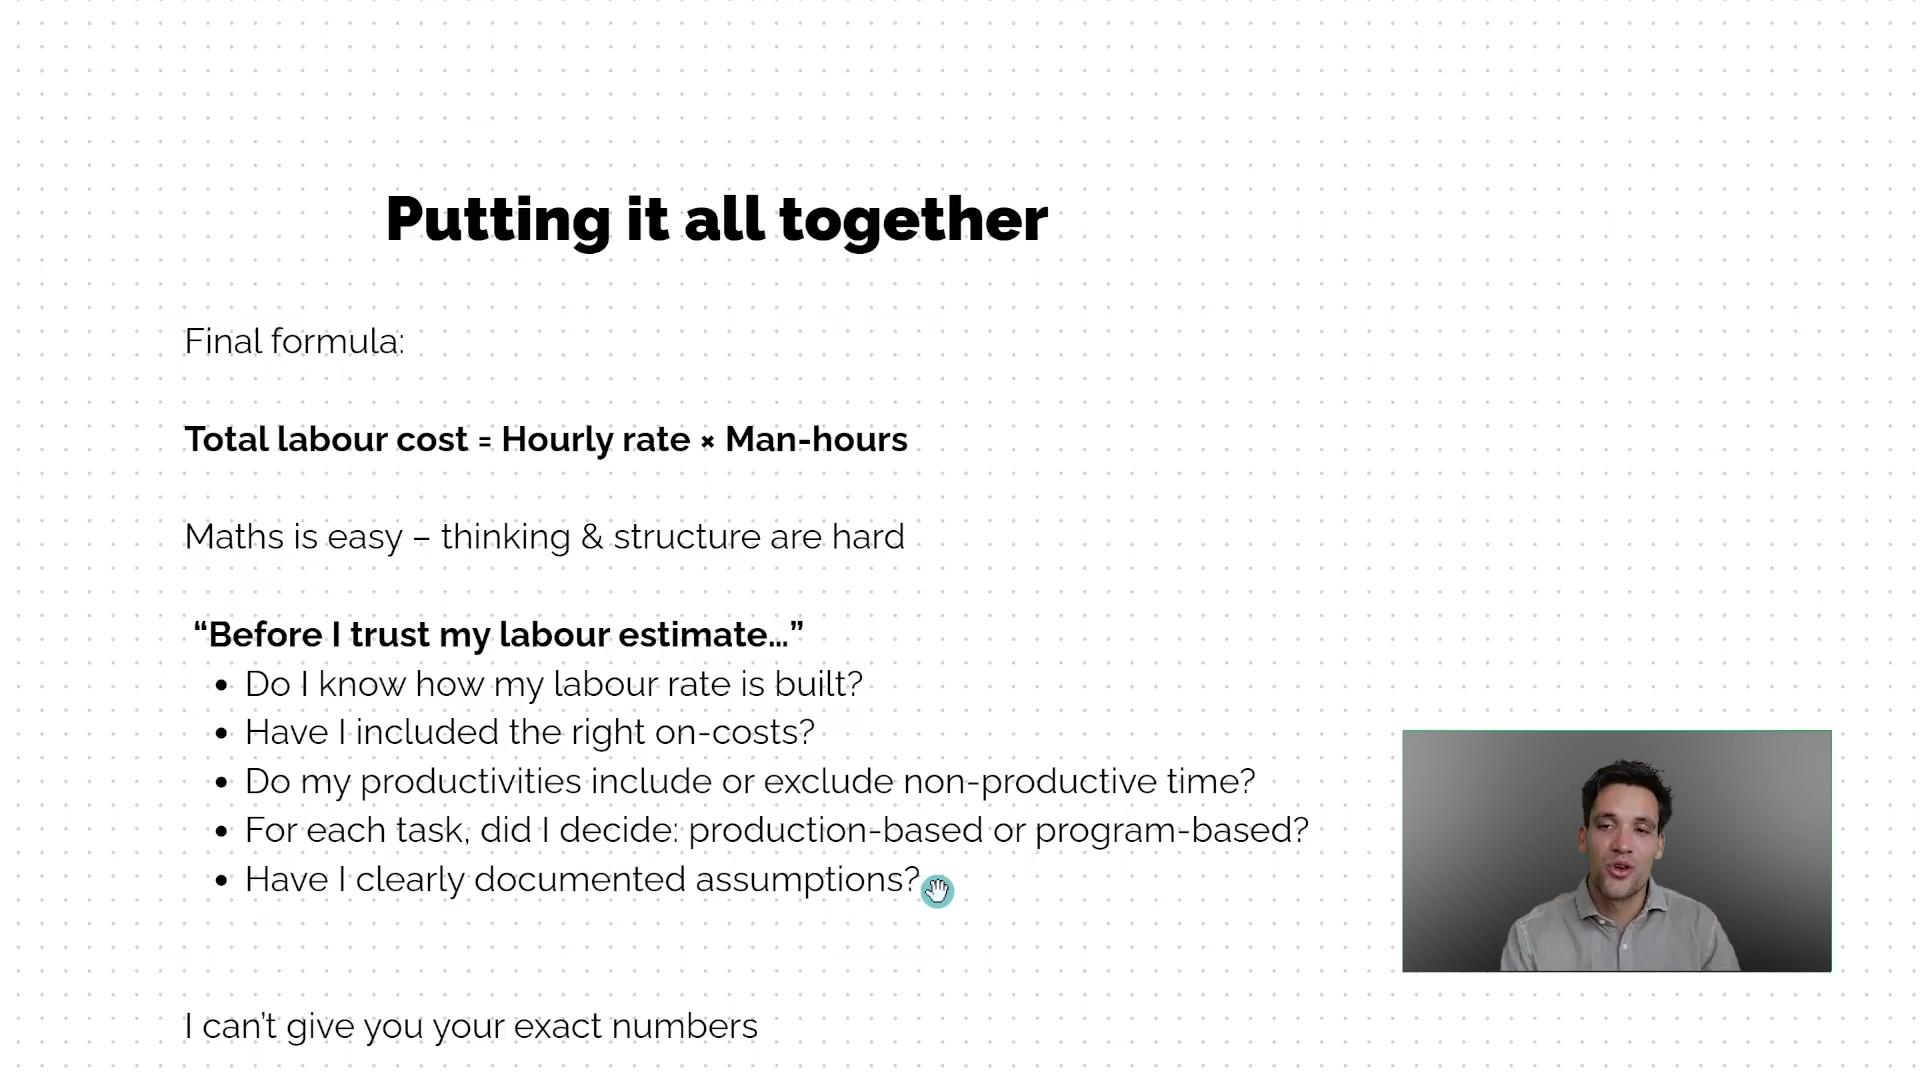 Putting it all together
Final formula:
Total labour cost = Hourly rate × Man-hours
Maths is easy – thinking & structure are hard
“Before I trust my labour estimate…”
• Do I know how my labour rate is built?
• Have I included the right on-costs?
• Do my productivities include or exclude non-productive time?
• For each task, did I decide: production-based or program-based?
• Have I clearly documented assumptions?
I can’t give you your exact numbers